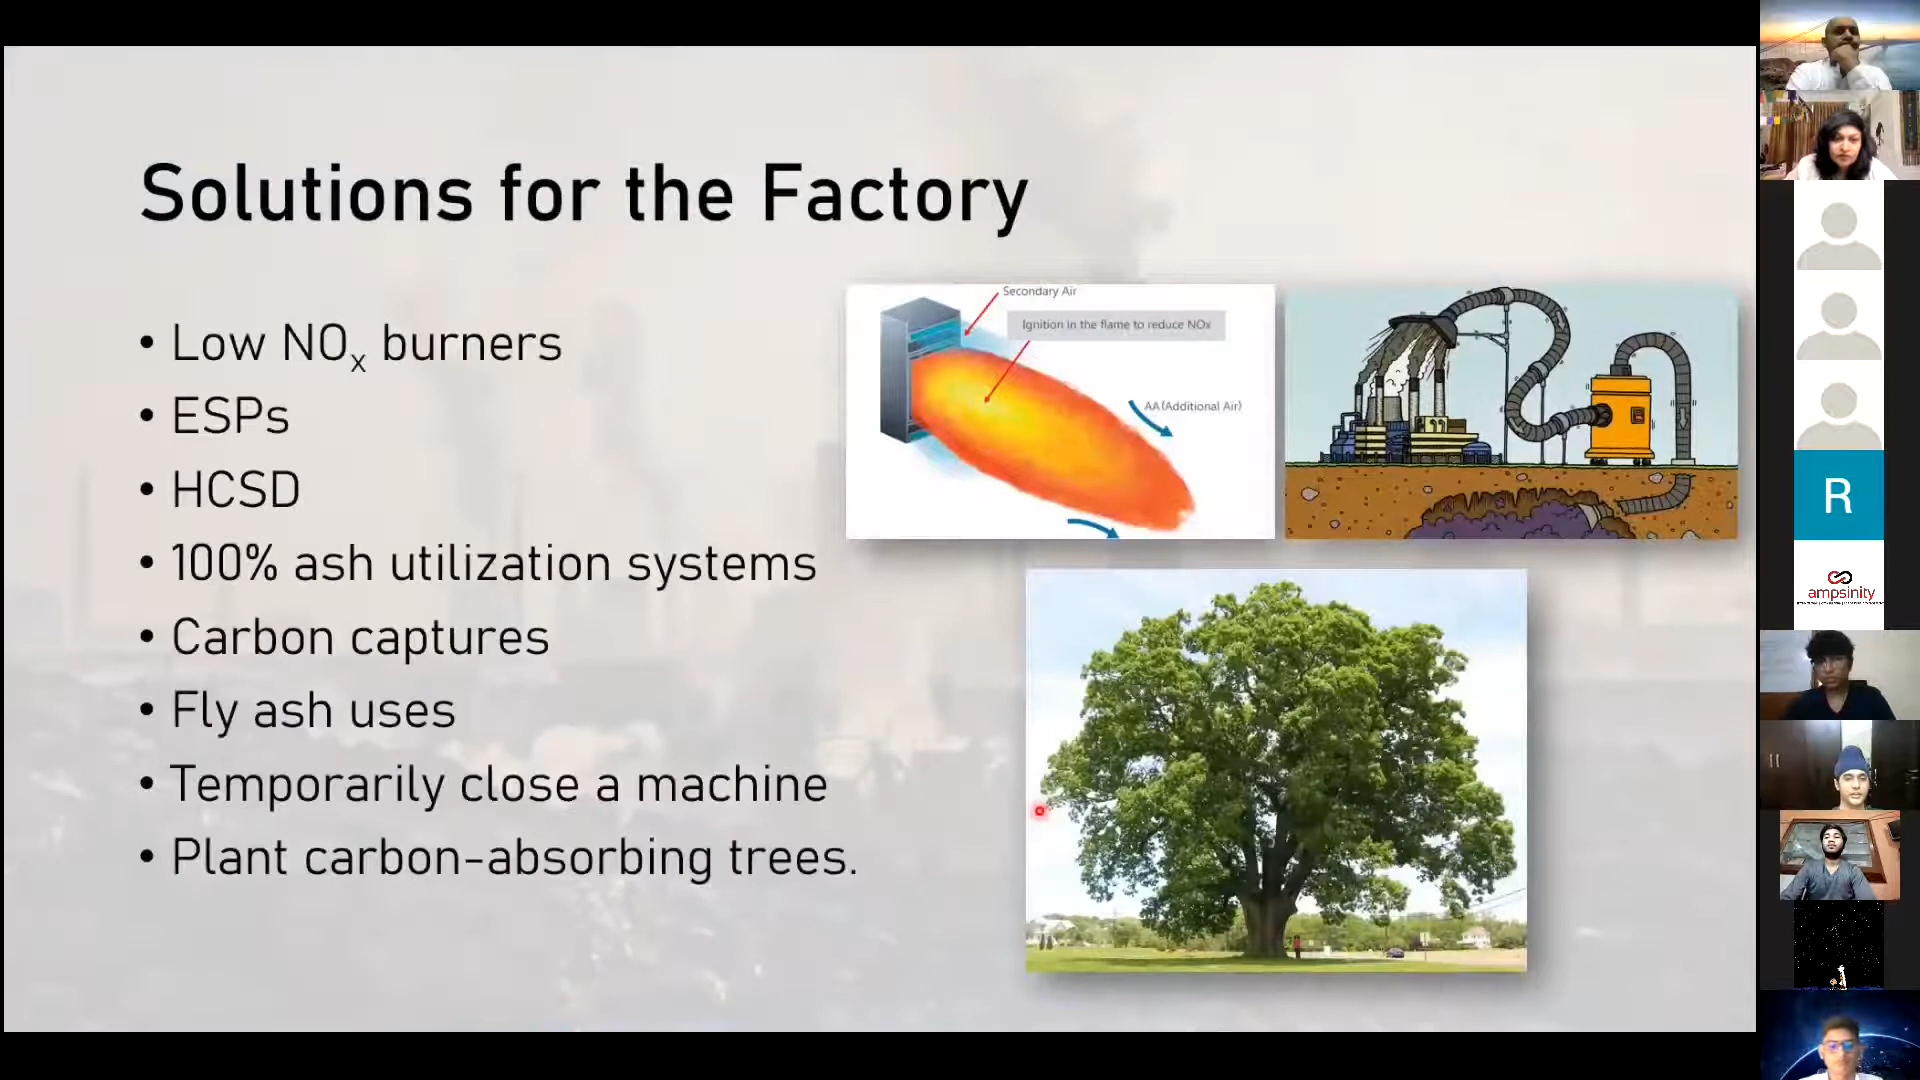 Solutions for the Factory
• Low NOx burners
• ESPs
• HCSD
• 100% ash utilization systems
• Carbon captures
• Fly ash uses
• Temporarily close a machine
• Plant carbon-absorbing trees.
Secondary Air
Ignition in the flame to reduce NOx
AA(Additional Air)
R
ampsinity